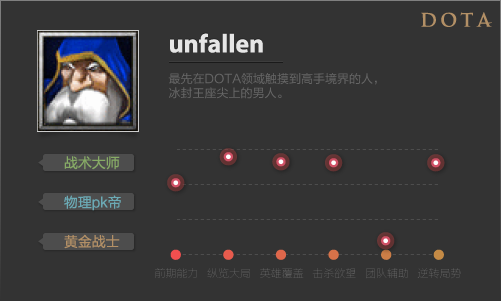 DOTA
unfallen
最先在DOTA领域触摸到高手境界的人，
冰封王座尖上的男人。
战术大师
物理pk帝
黄金战士
前期能力 纵览大局 英雄覆盖 击杀欲望 团队辅助 逆转局势